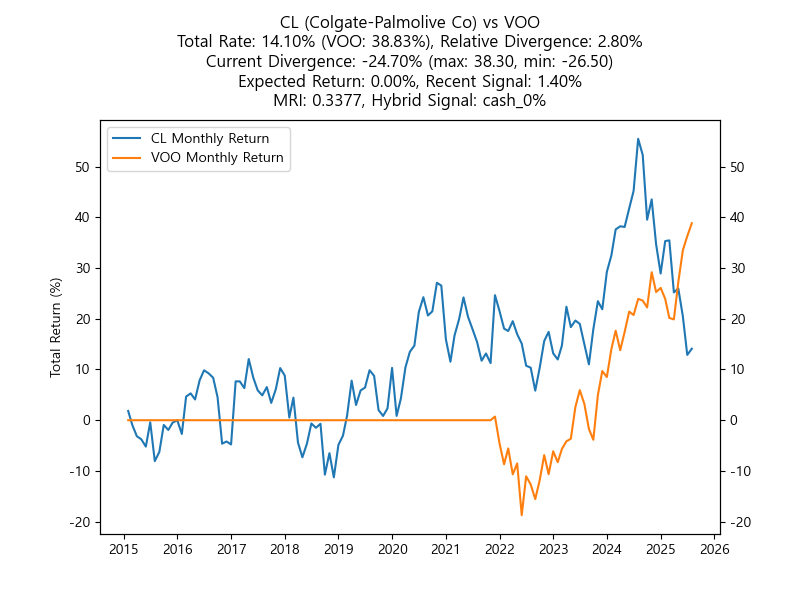 CL (Colgate-Palmolive Co) vs VOO
Total Rate: 14.10% (VOO: 38.83%), Relative Divergence: 2.80%
Current Divergence: -24.70% (max: 38.30, min: -26.50)
Expected Return: 0.00%, Recent Signal: 1.40%
MRI: 0.3377, Hybrid Signal: cash_0%
CL Monthly Return
VOO Monthly Return
Total Return (%)
50
40
30
20
10
0
-10
-20
50
40
30
20
10
0
-10
-20
2015 2016 2017 2018 2019 2020 2021 2022 2023 2024 2025 2026